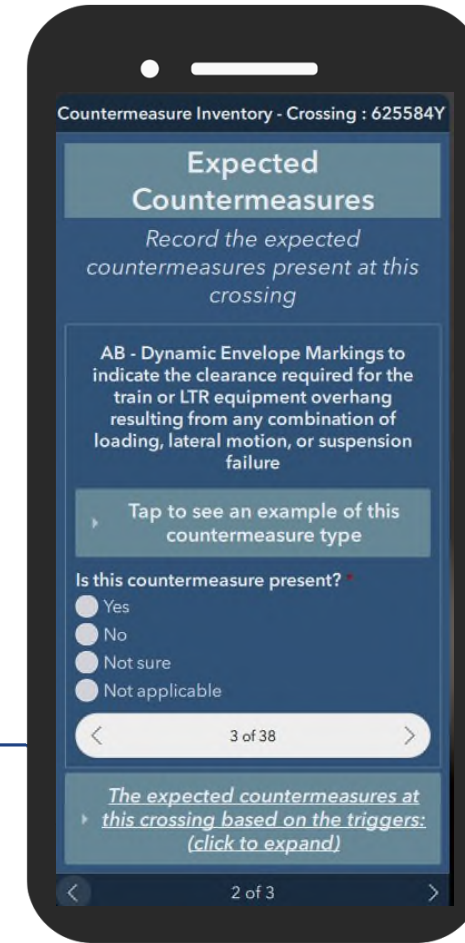 Countermeasure Inventory - Crossing : 625584Y
Expected
Countermeasures
Record the expected
countermeasures present at this
crossing
AB - Dynamic Envelope Markings to
indicate the clearance required for the
train or LTR equipment overhang
resulting from any combination of
loading, lateral motion, or suspension
failure
Tap to see an example of this
countermeasure type
Is this countermeasure present? *
Yes
No
Not sure
Not applicable
3 of 38
The expected countermeasures at
this crossing based on the triggers:
(click to expand)
2 of 3